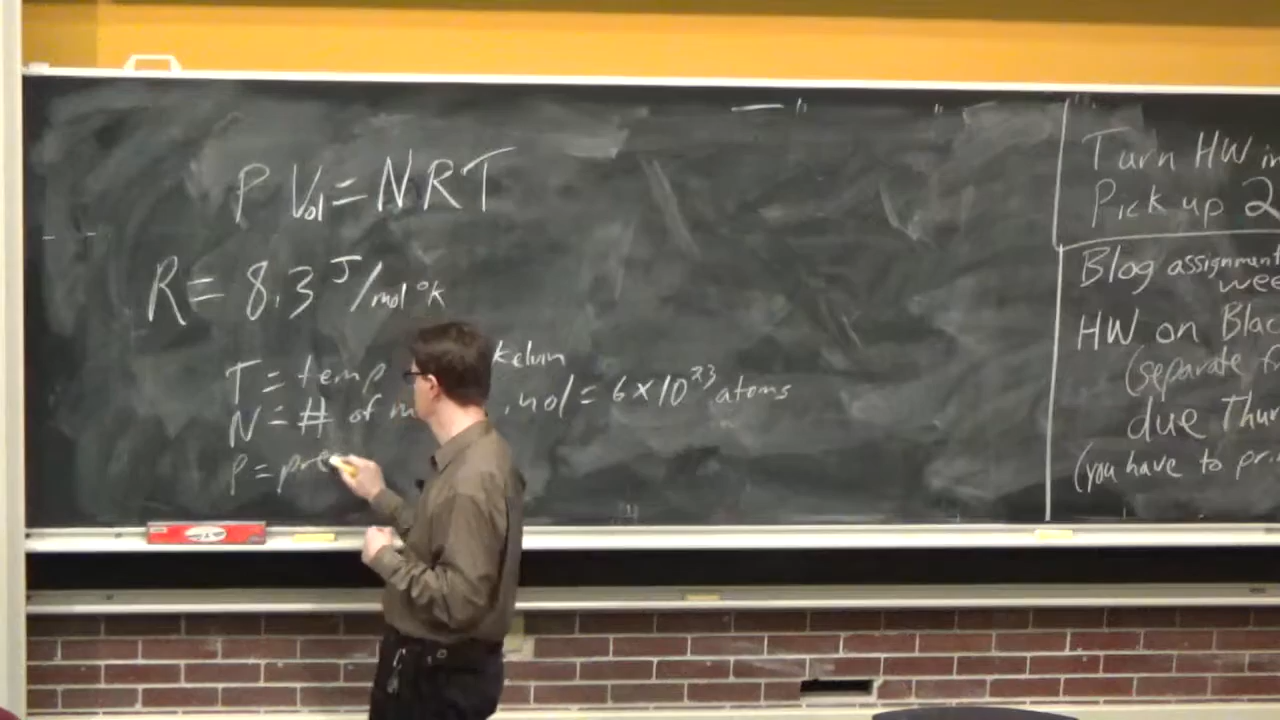 P Vol = NRT
R = 8.3 J/mol °K
T = temp Kelvin
N = # of m , mol = 6 x 10^23 atoms
P = pre
Turn HW in
Pick up 2
Blog assignment
wee
HW on Blac
(separate f
due Thur
(you have to pri